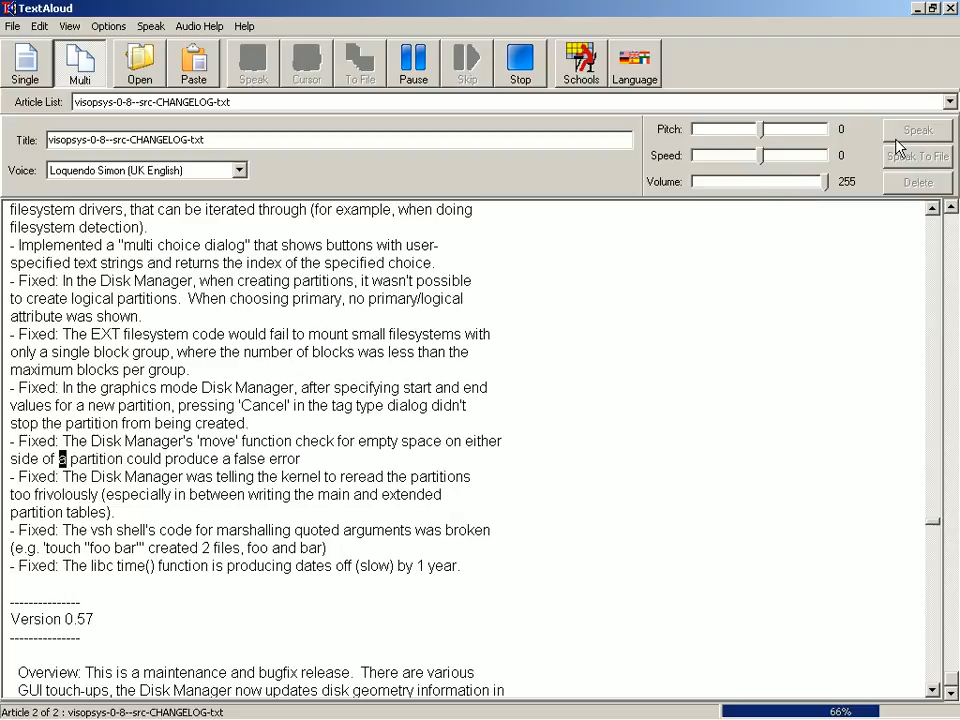 TextAloud
File Edit View Options Speak Audio Help Help
Single Multi Open Paste Speak Cursor To File Pause Skip Stop Schools Language
Article List: visopsys-0-8--src-CHANGELOG-txt
Title: visopsys-0-8--src-CHANGELOG-txt
Voice: Loquendo Simon (UK English)
Pitch: 0 Speak
Speed: 0 Speak To File
Volume: 255 Delete
filesystem drivers, that can be iterated through (for example, when doing
filesystem detection).
- Implemented a "multi choice dialog" that shows buttons with user-
specified text strings and returns the index of the specified choice.
- Fixed: In the Disk Manager, when creating partitions, it wasn't possible
to create logical partitions.  When choosing primary, no primary/logical
attribute was shown.
- Fixed: The EXT filesystem code would fail to mount small filesystems with
only a single block group, where the number of blocks was less than the
maximum blocks per group.
- Fixed: In the graphics mode Disk Manager, after specifying start and end
values for a new partition, pressing 'Cancel' in the tag type dialog didn't
stop the partition from being created.
- Fixed: The Disk Manager's 'move' function check for empty space on either
side of a partition could produce a false error
- Fixed: The Disk Manager was telling the kernel to reread the partitions
too frivolously (especially in between writing the main and extended
partition tables).
- Fixed: The vsh shell's code for marshalling quoted arguments was broken
(e.g. 'touch "foo bar"' created 2 files, foo and bar)
- Fixed: The libc time() function is producing dates off (slow) by 1 year.
---------------
Version 0.57
---------------
Overview: This is a maintenance and bugfix release.  There are various
GUI touch-ups, the Disk Manager now updates disk geometry information in
Article 2 of 2 : visopsys-0-8--src-CHANGELOG-txt 66%